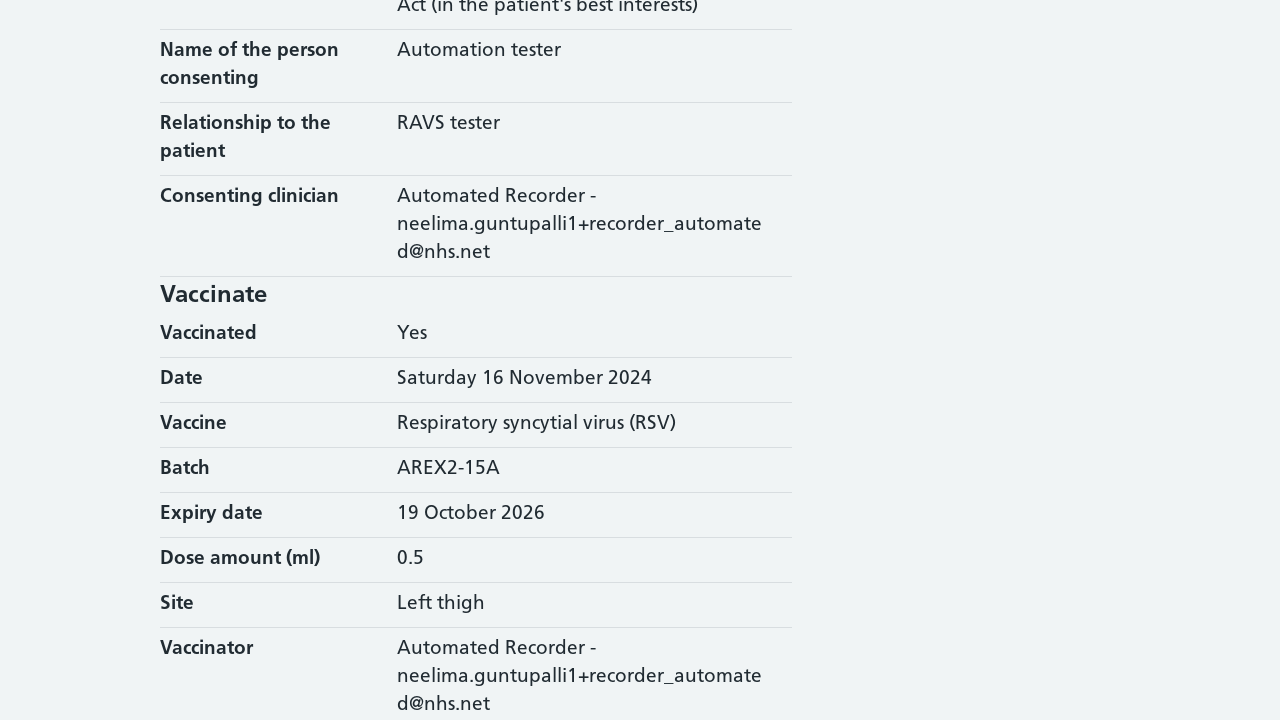 Act (in the patient's best interests)
Name of the person Automation tester
consenting
Relationship to the RAVS tester
patient
Consenting clinician Automated Recorder -
neelima.guntupalli1+recorder_automate
d@nhs.net
Vaccinate
Vaccinated Yes
Date Saturday 16 November 2024
Vaccine Respiratory syncytial virus (RSV)
Batch AREX2-15A
Expiry date 19 October 2026
Dose amount (ml) 0.5
Site Left thigh
Vaccinator Automated Recorder -
neelima.guntupalli1+recorder_automate
d@nhs.net